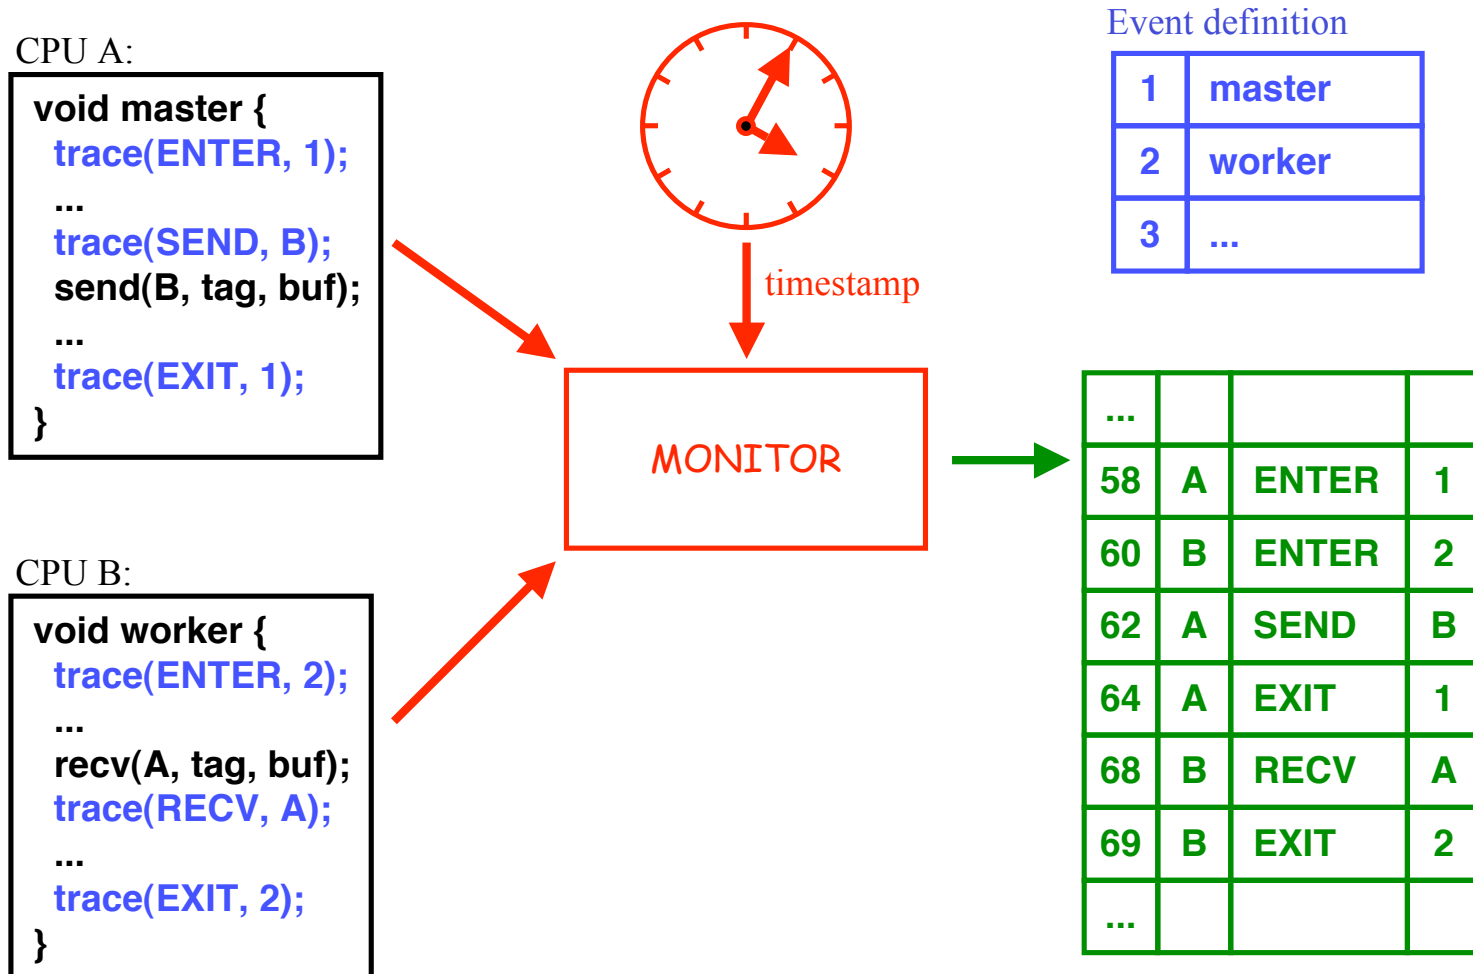 CPU A:
void master {
trace(ENTER, 1);
...
trace(SEND, B);
send(B, tag, buf);
...
trace(EXIT, 1);
}
CPU B:
void worker {
trace(ENTER, 2);
...
recv(A, tag, buf);
trace(RECV, A);
...
trace(EXIT, 2);
}
timestamp
MONITOR
Event definition
1 master
2 worker
3 ...
...
58 A ENTER 1
60 B ENTER 2
62 A SEND B
64 A EXIT 1
68 B RECV A
69 B EXIT 2
...